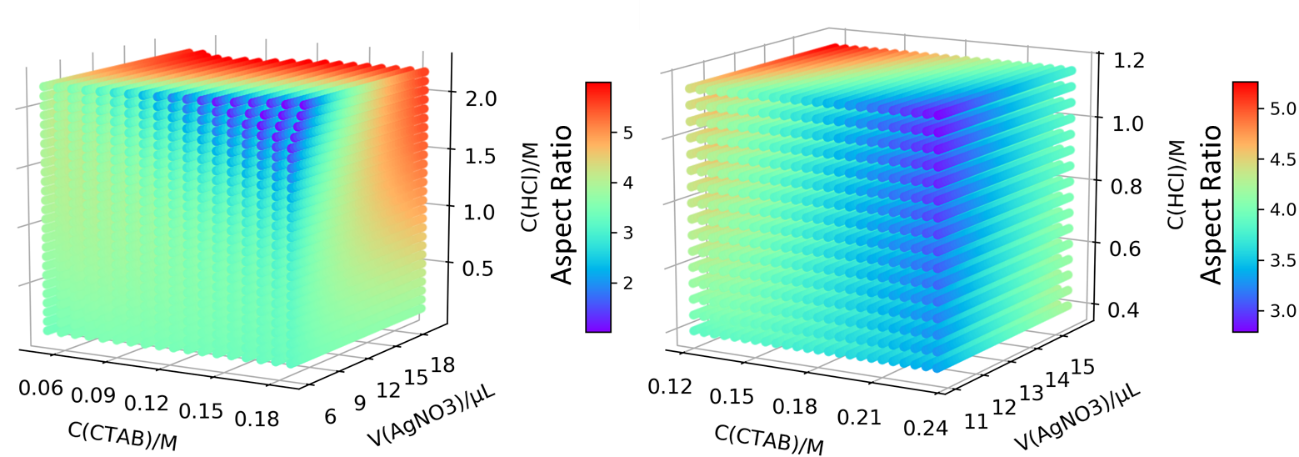 2.0
1.5
1.0
0.5
C(HCl)/M
0.06 0.09 0.12 0.15 0.18
C(CTAB)/M
6 9 12 15 18
V(AgNO3)/μL
5
4
3
2
Aspect Ratio
1.2
1.0
0.8
0.6
0.4
C(HCl)/M
0.12 0.15 0.18 0.21 0.24
C(CTAB)/M
11 12 13 14 15
V(AgNO3)/μL
5.0
4.5
4.0
3.5
3.0
Aspect Ratio